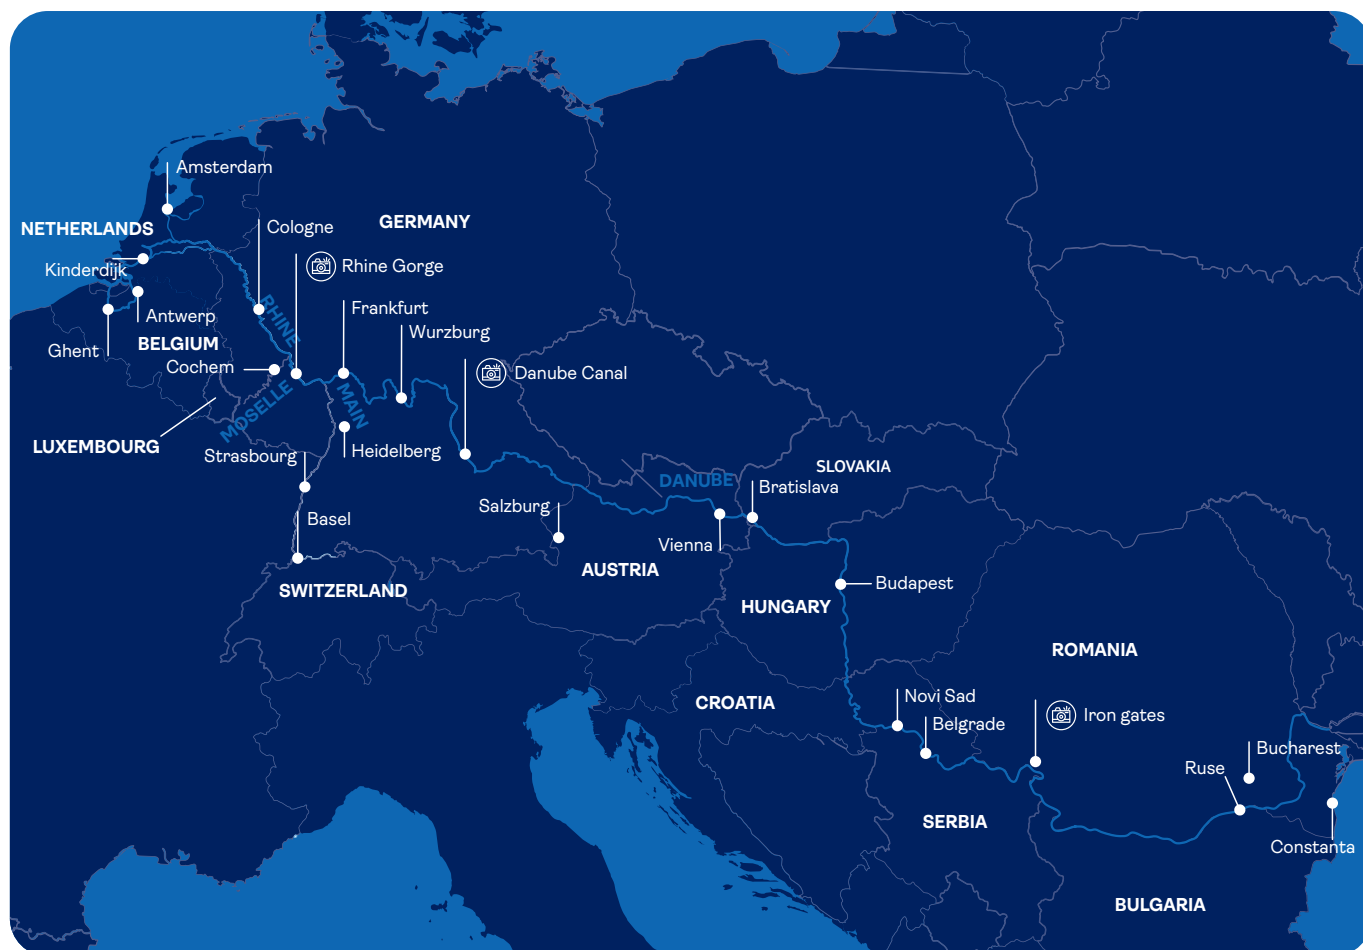 Amsterdam
NETHERLANDS
GERMANY
Cologne
Kinderdijk
Rhine Gorge
RHINE
Frankfurt
Antwerp
Wurzburg
BELGIUM
Ghent
Cochem
Danube Canal
MOSELLE
MAIN
LUXEMBOURG
Heidelberg
Strasbourg
SLOVAKIA
DANUBE
Bratislava
Salzburg
Basel
Vienna
AUSTRIA
Budapest
SWITZERLAND
HUNGARY
ROMANIA
Novi Sad
CROATIA
Iron gates
Belgrade
Bucharest
Ruse
SERBIA
Constanta
BULGARIA